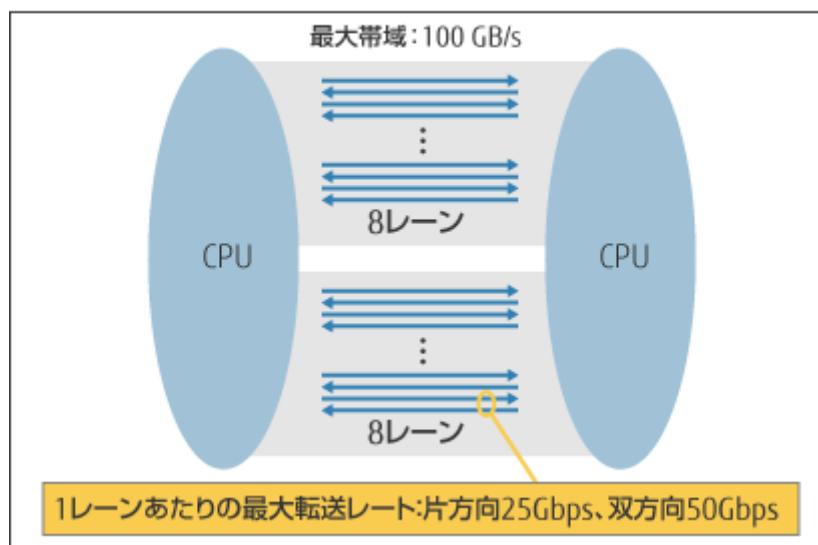 最大帯域：100 GB/s
8レーン
CPU
CPU
8レーン
1レーンあたりの最大転送レート：片方向25Gbps、双方向50Gbps